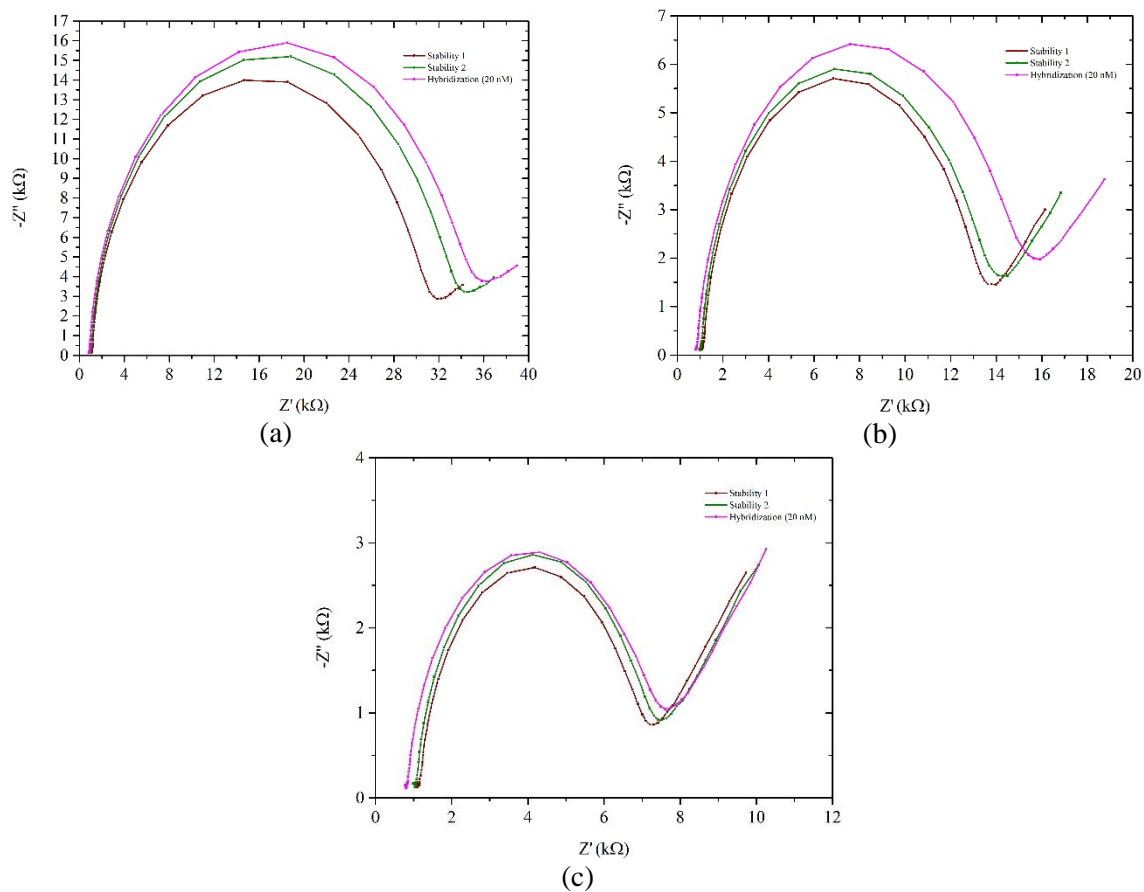 17
16
15
14
13
12
11
10
9
8
7
6
5
4
3
2
1
0
-Z'' (kΩ)
Stability 1
Stability 2
Hybridization (20 nM)
0 4 8 12 16 20 24 28 32 36 40
Z' (kΩ)
(a)
7
6
5
4
3
2
1
0
-Z'' (kΩ)
Stability 1
Stability 2
Hybridization (20 nM)
0 2 4 6 8 10 12 14 16 18 20
Z' (kΩ)
(b)
4
3
2
1
0
-Z'' (kΩ)
Stability 1
Stability 2
Hybridization (20 nM)
0 2 4 6 8 10 12
Z' (kΩ)
(c)